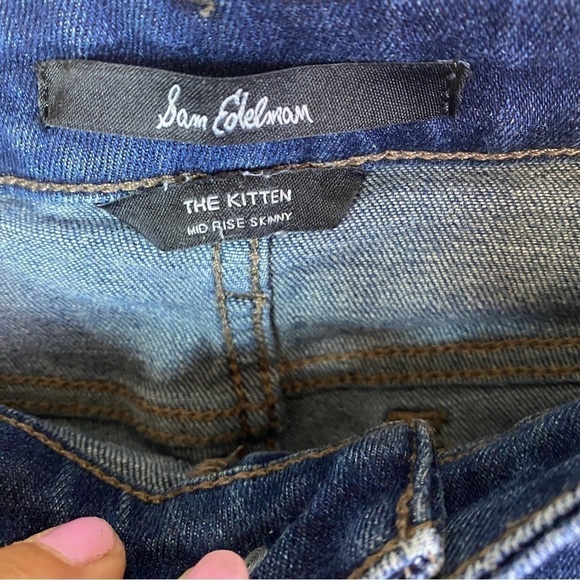 Sam Edelman
THE KITTEN
MID RISE SKINNY